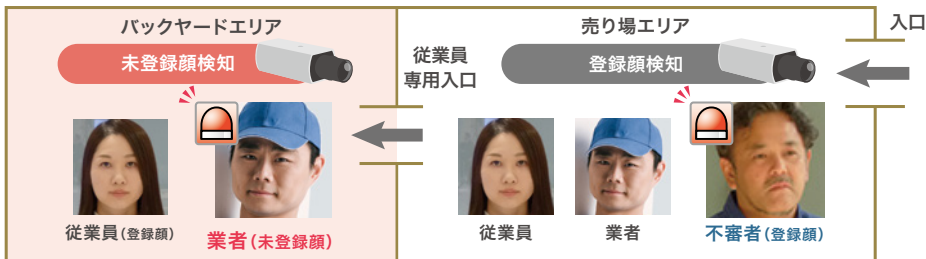 バックヤードエリア
未登録顔検知
従業員(登録顔)
業者(未登録顔)
従業員
専用入口
売り場エリア
登録顔検知
従業員
業者
不審者(登録顔)
入口